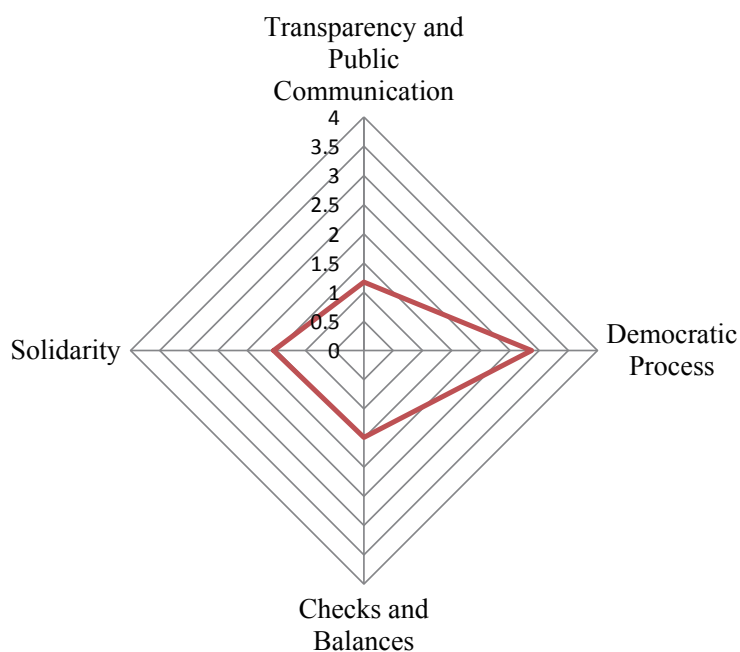 Transparency and
Public
Communication
4
3.5
3
2.5
2
1.5
1
0.5
0
Solidarity
Democratic
Process
Checks and
Balances